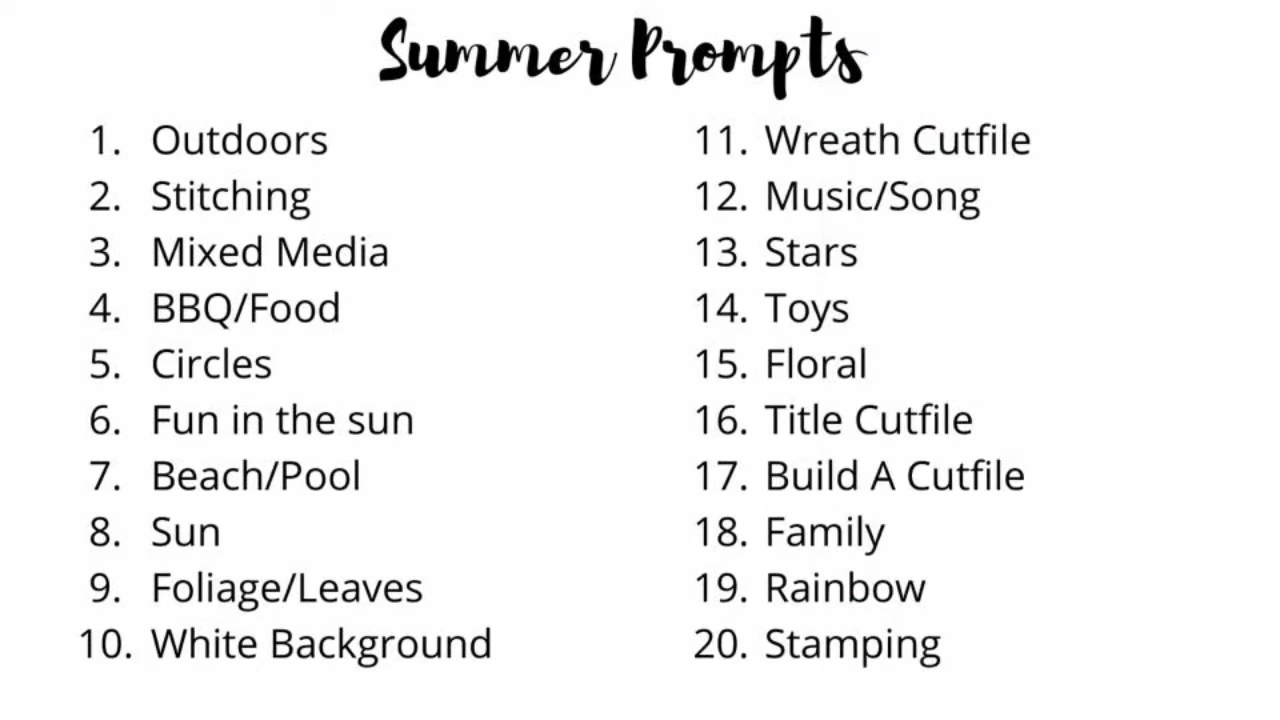 Summer Prompts
1. Outdoors
2. Stitching
3. Mixed Media
4. BBQ/Food
5. Circles
6. Fun in the sun
7. Beach/Pool
8. Sun
9. Foliage/Leaves
10. White Background
11. Wreath Cutfile
12. Music/Song
13. Stars
14. Toys
15. Floral
16. Title Cutfile
17. Build A Cutfile
18. Family
19. Rainbow
20. Stamping